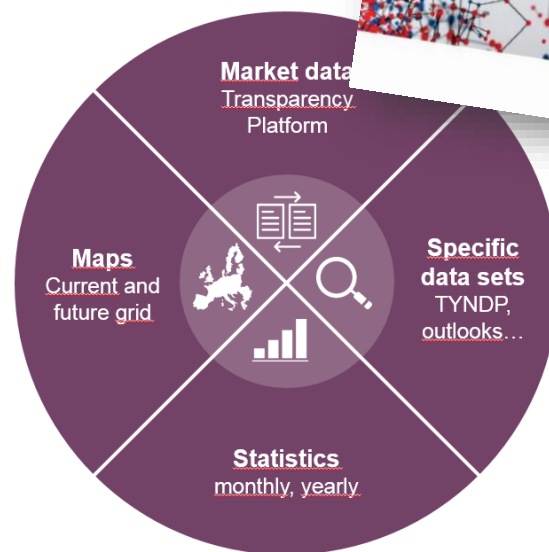 Market data
Transparency
Platform
Maps
Current and
future grid
Specific
data sets
TYNDP,
outlooks...
Statistics
monthly, yearly